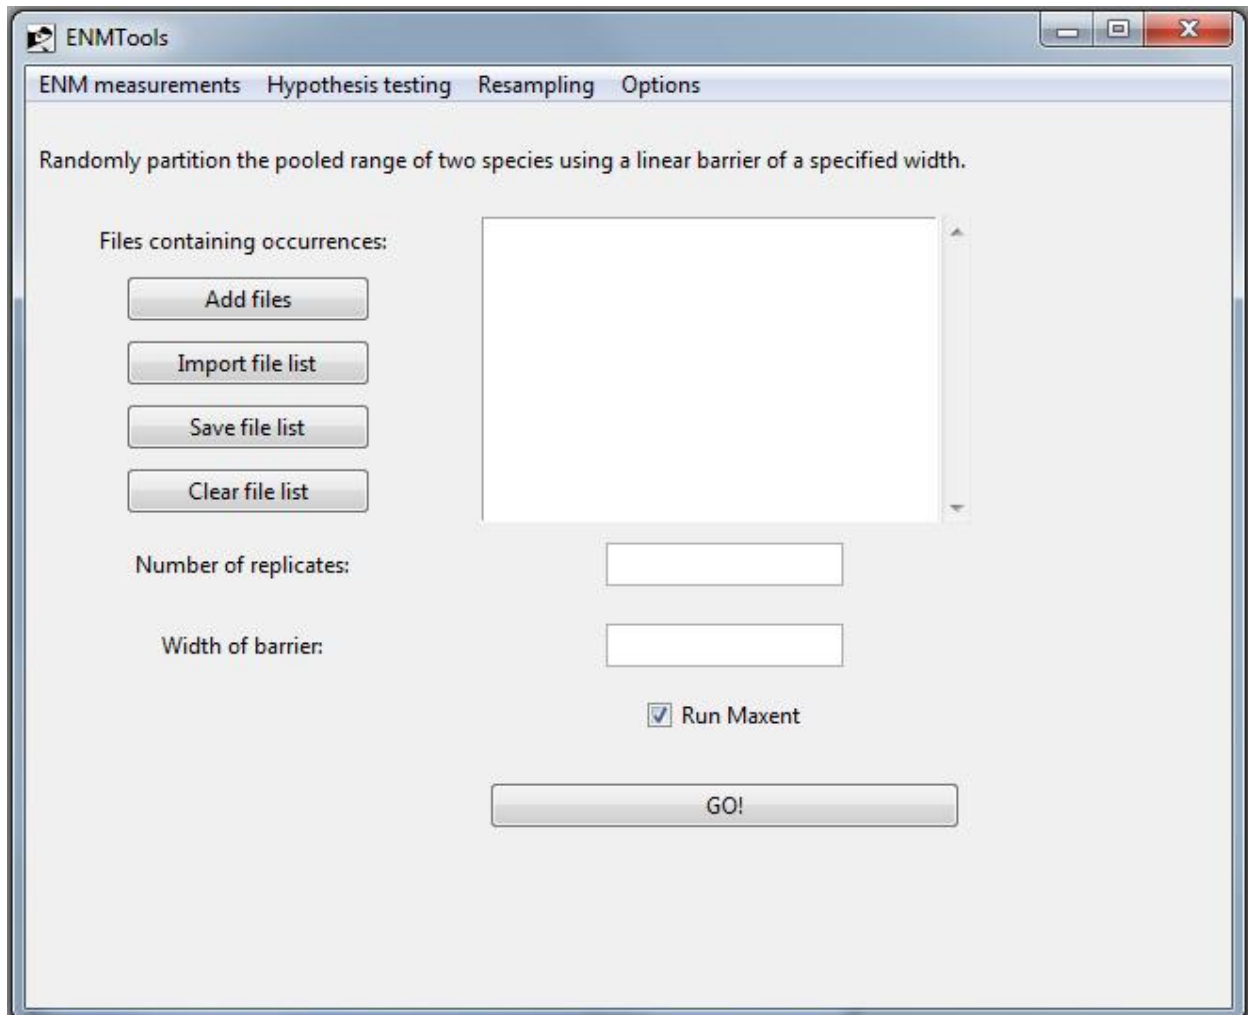 ENMTools
ENM measurements Hypothesis testing Resampling Options
Randomly partition the pooled range of two species using a linear barrier of a specified width.
Files containing occurrences:
Add files
Import file list
Save file list
Clear file list
Number of replicates:
Width of barrier:
Run Maxent
GO!